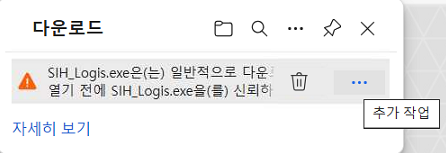 다운로드
SIH_Logis.exe은(는) 일반적으로 다운
열기 전에 SIH_Logis.exe을(를) 신뢰하
추가 작업
자세히 보기